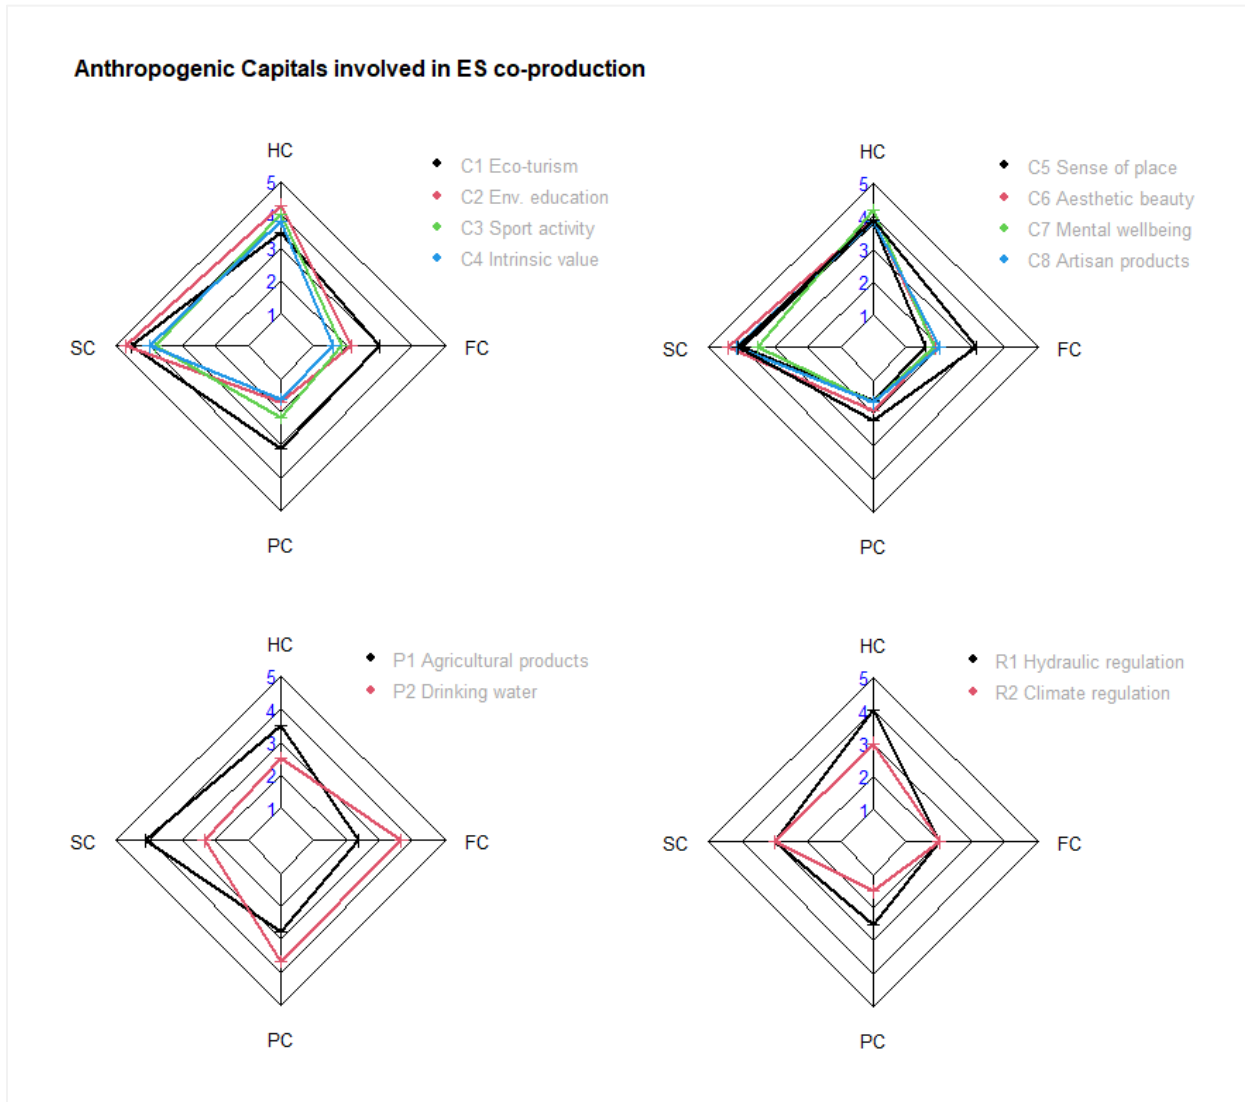 Anthropogenic Capitals involved in ES co-production
HC
5
4
3
2
1
SC
FC
PC
C1 Eco-turism
C2 Env. education
C3 Sport activity
C4 Intrinsic value
HC
5
4
3
2
1
SC
FC
PC
C5 Sense of place
C6 Aesthetic beauty
C7 Mental wellbeing
C8 Artisan products
HC
5
4
3
2
1
SC
FC
PC
P1 Agricultural products
P2 Drinking water
HC
5
4
3
2
1
SC
FC
PC
R1 Hydraulic regulation
R2 Climate regulation